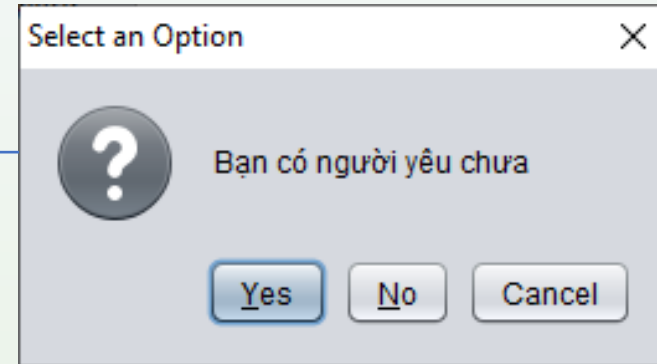 Select an Option
Bạn có người yêu chưa
Yes No Cancel